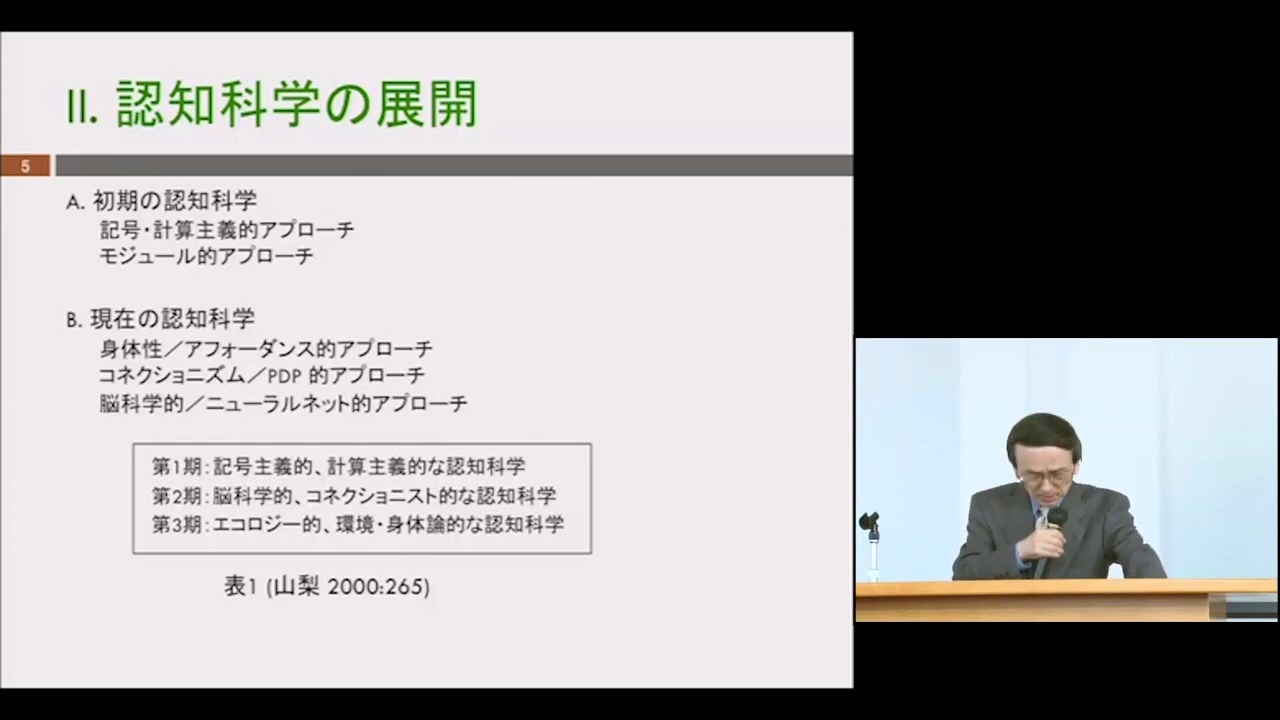 II. 認知科学の展開
5
A. 初期の認知科学
記号・計算主義的アプローチ
モジュール的アプローチ
B. 現在の認知科学
身体性／アフォーダンス的アプローチ
コネクショニズム／PDP 的アプローチ
脳科学的／ニューラルネット的アプローチ
第1期：記号主義的、計算主義的な認知科学
第2期：脳科学的、コネクショニスト的な認知科学
第3期：エコロジー的、環境・身体論的な認知科学
表1 (山梨 2000:265)